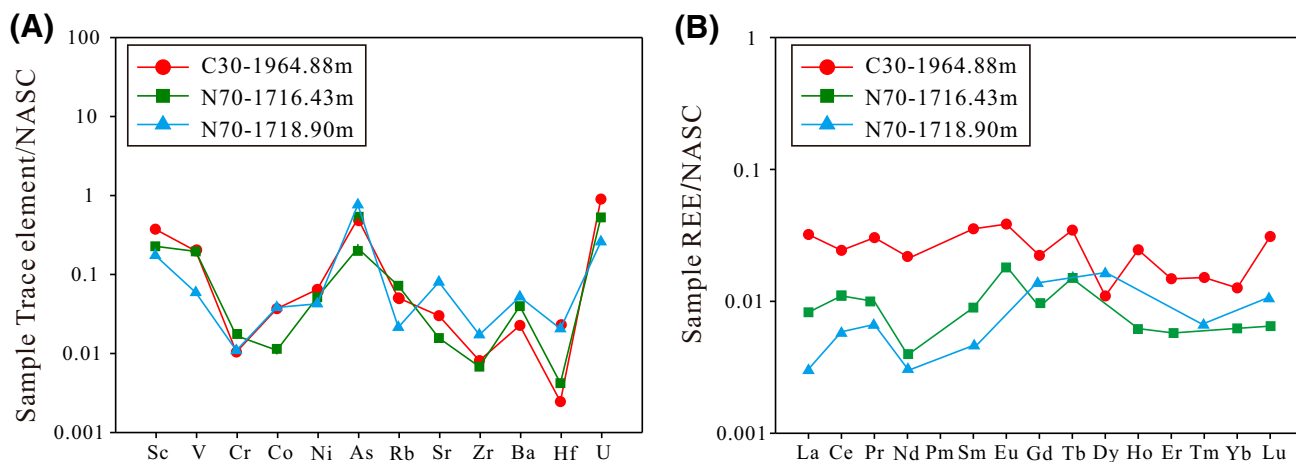 (A)
Sample Trace element/NASC
100
10
1
0.1
0.01
0.001
C30-1964.88m
N70-1716.43m
N70-1718.90m
Sc V Cr Co Ni As Rb Sr Zr Ba Hf U
(B)
Sample REE/NASC
1
0.1
0.01
0.001
C30-1964.88m
N70-1716.43m
N70-1718.90m
La Ce Pr Nd Pm Sm Eu Gd Tb Dy Ho Er Tm Yb Lu